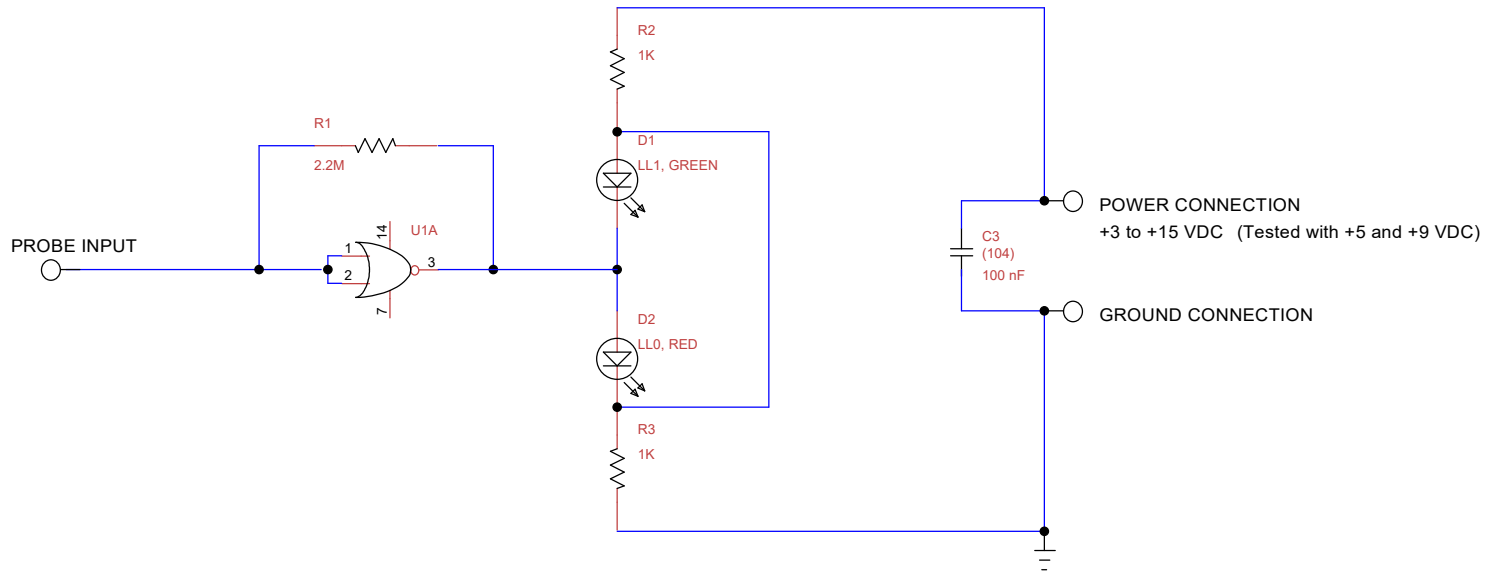 R2
1K
R1
2.2M
D1
LL1, GREEN
14
U1A
PROBE INPUT
1
2
3
7
POWER CONNECTION
+3 to +15 VDC (Tested with +5 and +9 VDC)
C3
(104)
100 nF
GROUND CONNECTION
D2
LL0, RED
R3
1K